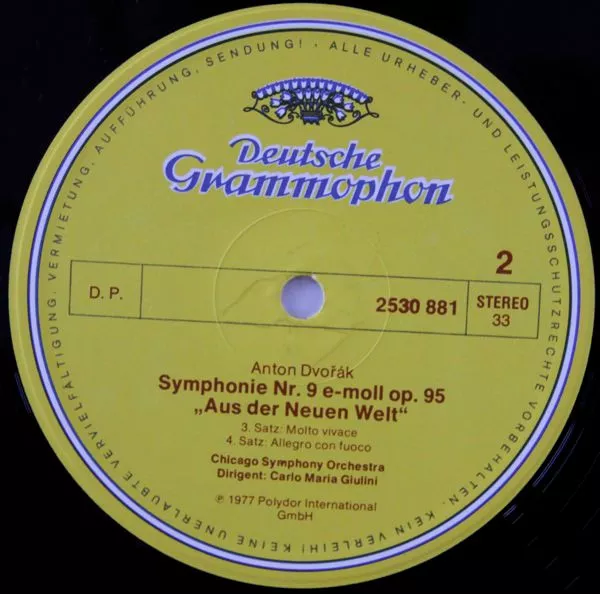 KEINE UNERLAUBTE VERVIELFÄLTIGUNG, VERMIETUNG, AUFFÜHRUNG, SENDUNG! · ALLE URHEBER- UND LEISTUNGSSCHUTZRECHTE VORBEHALTEN. KEIN VERLEIH!
Deutsche
Grammophon
2
D. P.
2530 881
STEREO
33
Anton Dvořák
Symphonie Nr. 9 e-moll op. 95
„Aus der Neuen Welt“
3. Satz: Molto vivace
4. Satz: Allegro con fuoco
Chicago Symphony Orchestra
Dirigent: Carlo Maria Giulini
℗ 1977 Polydor International
GmbH